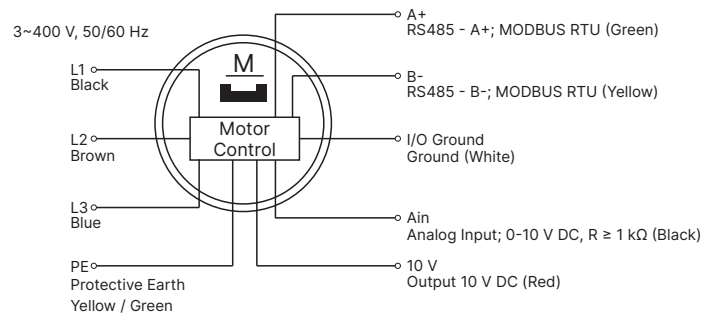 3~400 V, 50/60 Hz
L1
Black
L2
Brown
L3
Blue
PE
Protective Earth
Yellow / Green
M
Motor
Control
A+
RS485 - A+; MODBUS RTU (Green)
B-
RS485 - B-; MODBUS RTU (Yellow)
I/O Ground
Ground (White)
Ain
Analog Input; 0-10 V DC, R ≥ 1 kΩ (Black)
10 V
Output 10 V DC (Red)